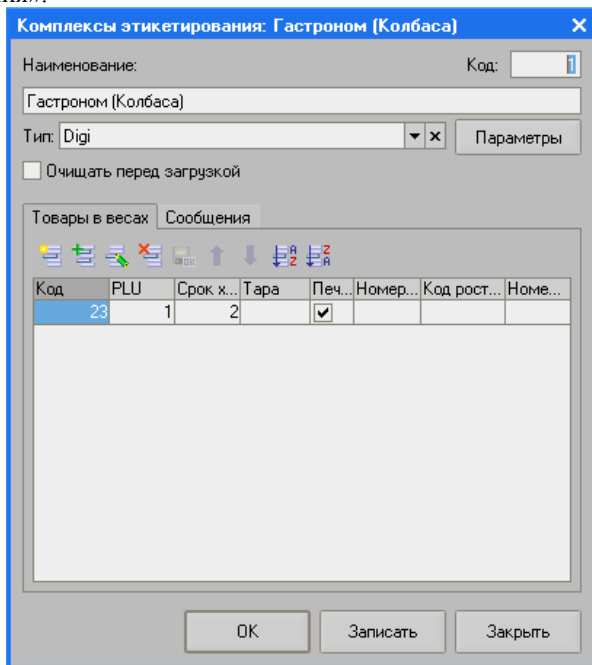 ния».
Комплексы этикетирования: Гастроном (Колбаса)
Наименование: Код: 1
Гастроном (Колбаса)
Тип: Digi Параметры
Очищать перед загрузкой
Товары в весах Сообщения
Код PLU Срок х... Тара Печ... Номер... Код рост... Номе...
23 1 2
OK Записать Закрыть